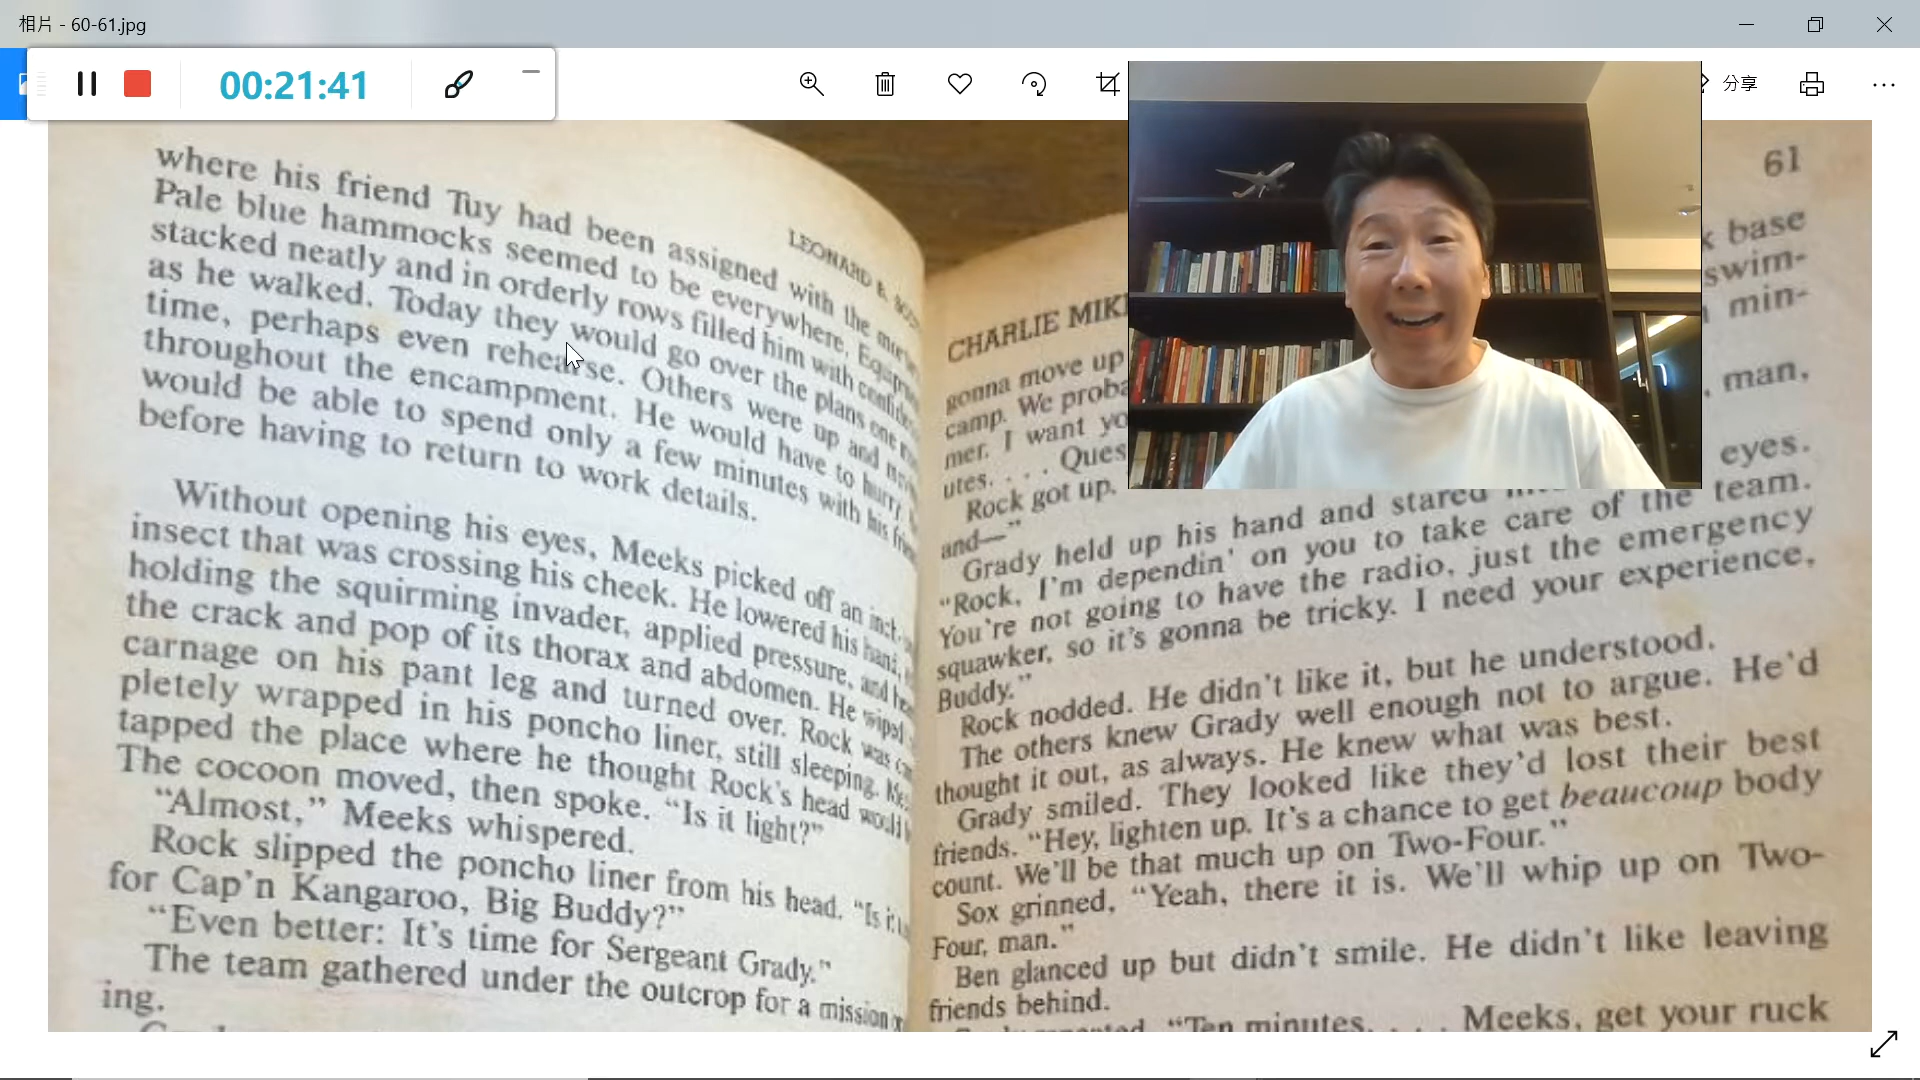 相片 - 60-61.jpg
00:21:41
分享
LEONARD B.
where his friend Tuy had been assigned with the
Pale blue hammocks seemed to be everywhere.
stacked neatly and in orderly rows filled him with
as he walked. Today they would go over the plans one
time, perhaps even rehearse. Others were up and
throughout the encampment. He would have to hurry.
would be able to spend only a few minutes with his
before having to return to work details.
Without opening his eyes, Meeks picked off an
insect that was crossing his cheek. He lowered his hand,
holding the squirming invader, applied pressure, and
the crack and pop of its thorax and abdomen. He wiped
carnage on his pant leg and turned over. Rock was
pletely wrapped in his poncho liner, still sleeping.
tapped the place where he thought Rock's head would
The cocoon moved, then spoke. “Is it light?”
“Almost,” Meeks whispered.
Rock slipped the poncho liner from his head. “Is it
for Cap'n Kangaroo, Big Buddy?”
“Even better: It's time for Sergeant Grady.”
The team gathered under the outcrop for a mission
ing.
61
CHARLIE
gonna move up base
camp. We swim-
mer. I want min-
utes. . . .
Rock got up. man,
and—”
Grady held up his hand and stared eyes.
“Rock, I'm dependin' on you to take care of the team.
You're not going to have the radio, just the emergency
squawker, so it's gonna be tricky. I need your experience,
Buddy.”
Rock nodded. He didn't like it, but he understood.
The others knew Grady well enough not to argue. He'd
thought it out, as always. He knew what was best.
Grady smiled. They looked like they'd lost their best
friends. “Hey, lighten up. It's a chance to get beaucoup body
count. We'll be that much up on Two-Four.”
Sox grinned, “Yeah, there it is. We'll whip up on Two-
Four, man.”
Ben glanced up but didn't smile. He didn't like leaving
friends behind.
“Ten minutes. . . . Meeks, get your ruck